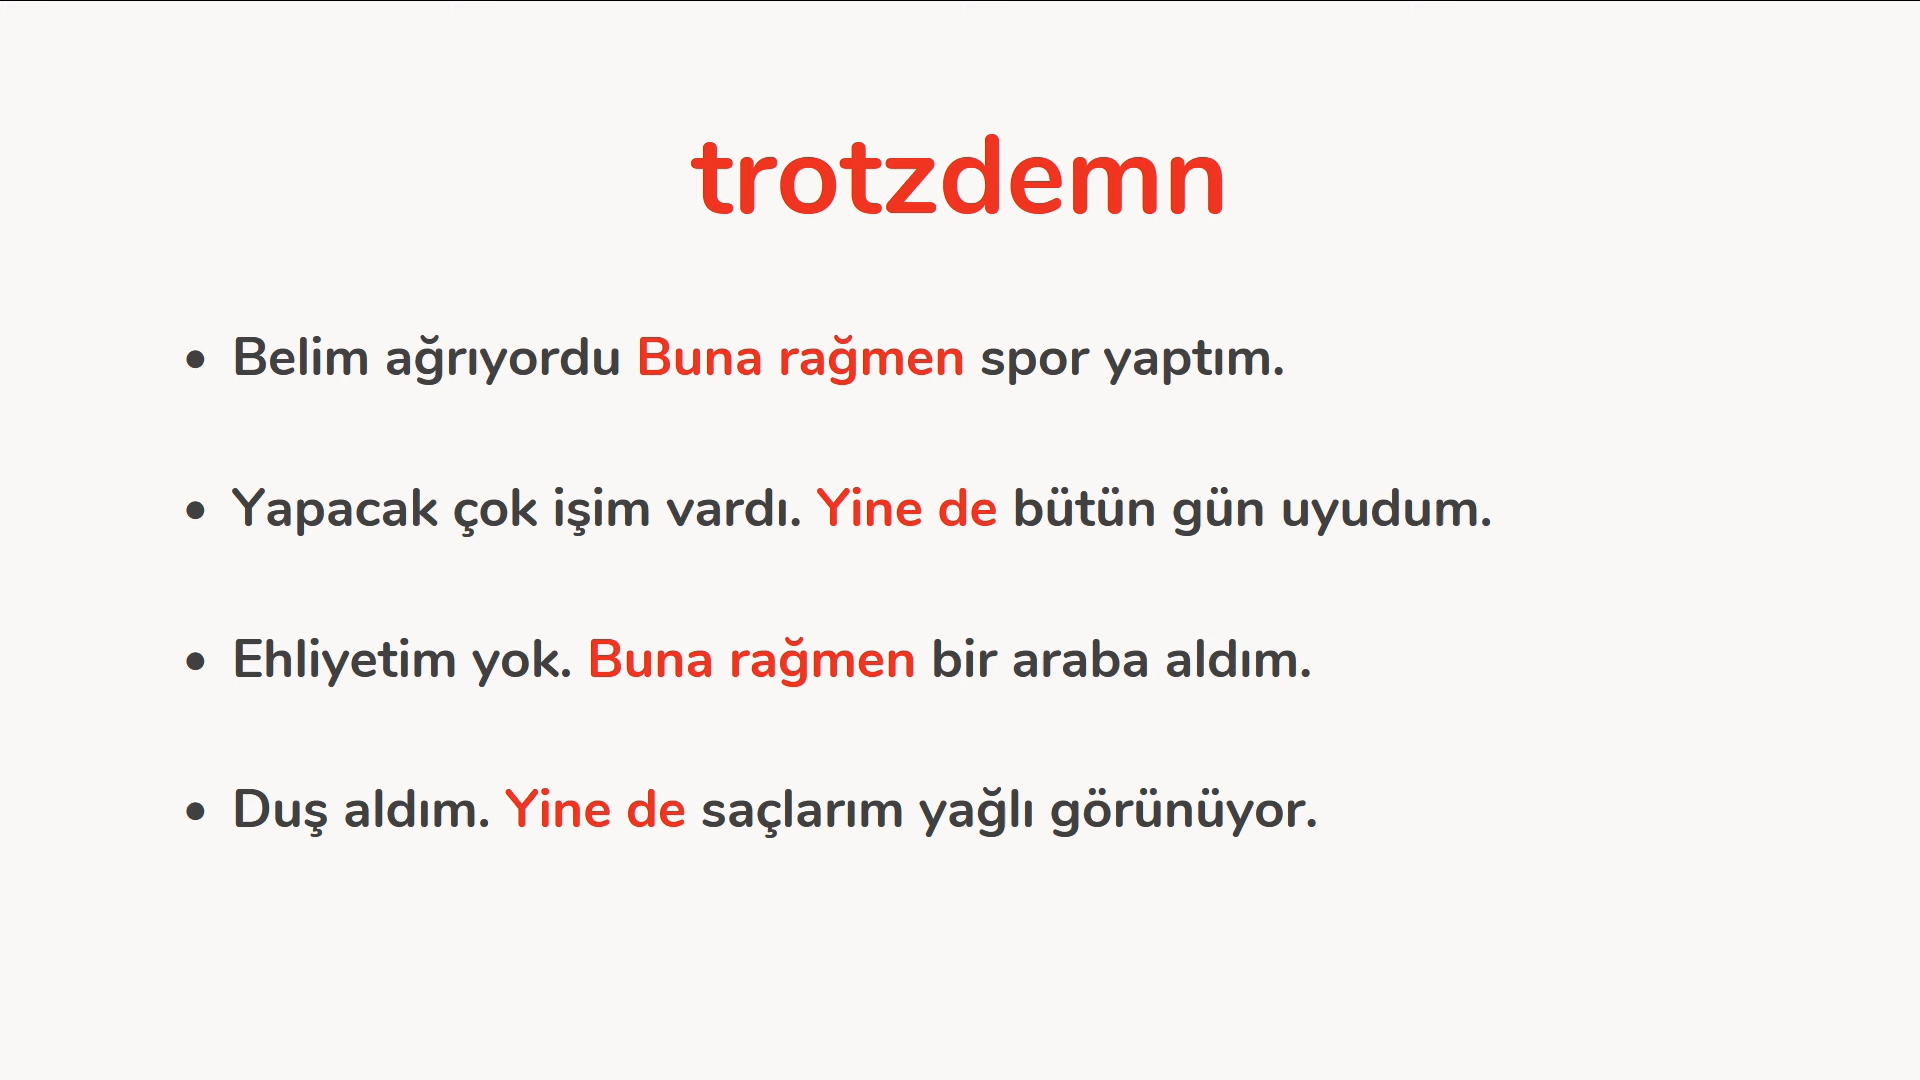 trotzdemn
• Belim ağrıyordu Buna rağmen spor yaptım.
• Yapacak çok işim vardı. Yine de bütün gün uyudum.
• Ehliyetim yok. Buna rağmen bir araba aldım.
• Duş aldım. Yine de saçlarım yağlı görünüyor.